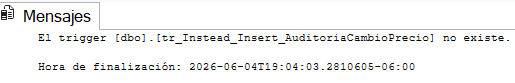 Mensajes
El trigger [dbo].[tr_Instead_Insert_AuditoriaCambioPrecio] no existe.
Hora de finalización: 2026-06-04T19:04:03.2810605-06:00